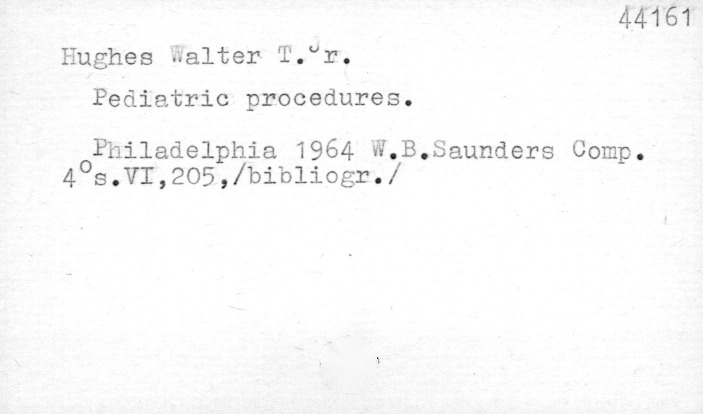 44161
Hughes Walter T.Jr.
Pediatric procedures.
Philadelphia 1964 W.B.Saunders Comp.
4°s.VI,205,/bibliogr./